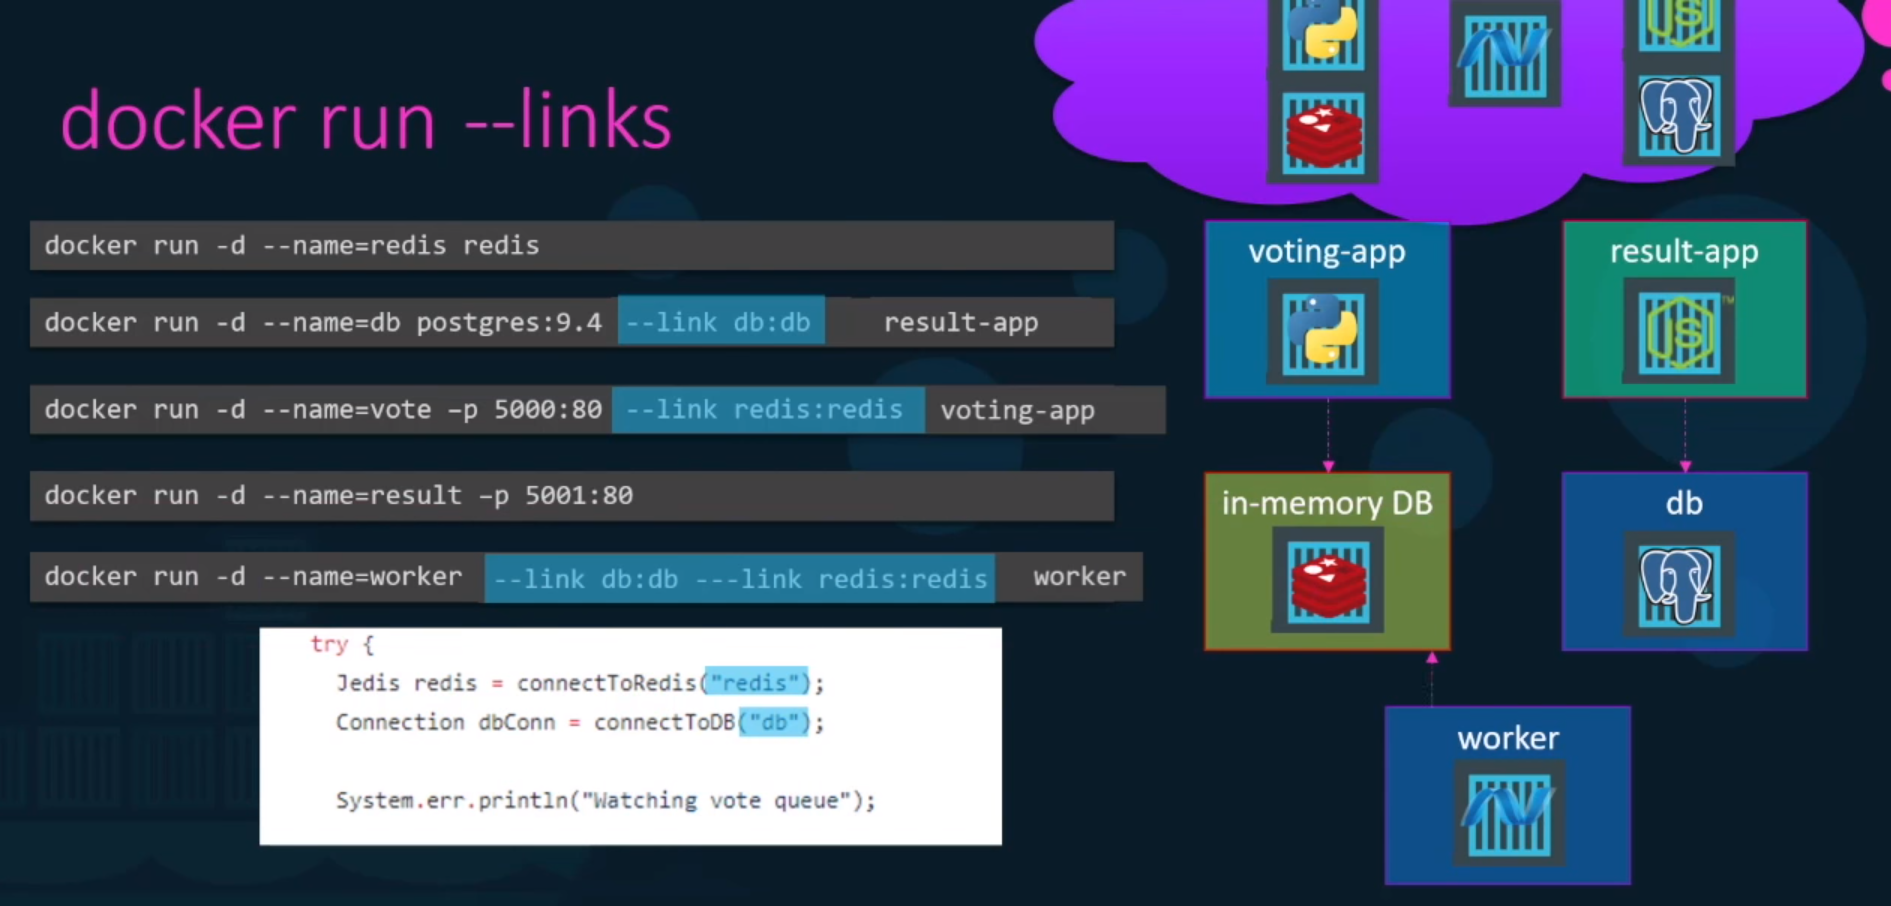 docker run --links
docker run -d --name=redis redis
docker run -d --name=db postgres:9.4 --link db:db result-app
docker run -d --name=vote –p 5000:80 --link redis:redis voting-app
docker run -d --name=result –p 5001:80
docker run -d --name=worker --link db:db ---link redis:redis worker
try {
Jedis redis = connectToRedis("redis");
Connection dbConn = connectToDB("db");
System.err.println("Watching vote queue");
JS
voting-app
result-app
JS™
in-memory DB
db
worker